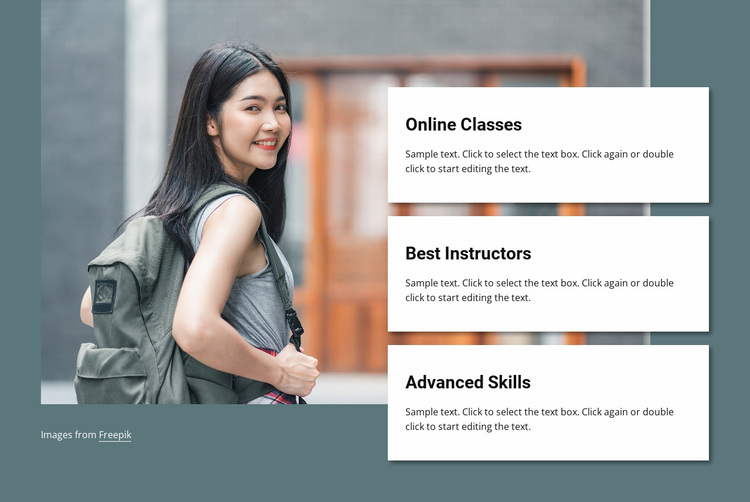 Online Classes
Sample text. Click to select the text box. Click again or double
click to start editing the text.
Best Instructors
Sample text. Click to select the text box. Click again or double
click to start editing the text.
Advanced Skills
Sample text. Click to select the text box. Click again or double
click to start editing the text.
Images from Freepik